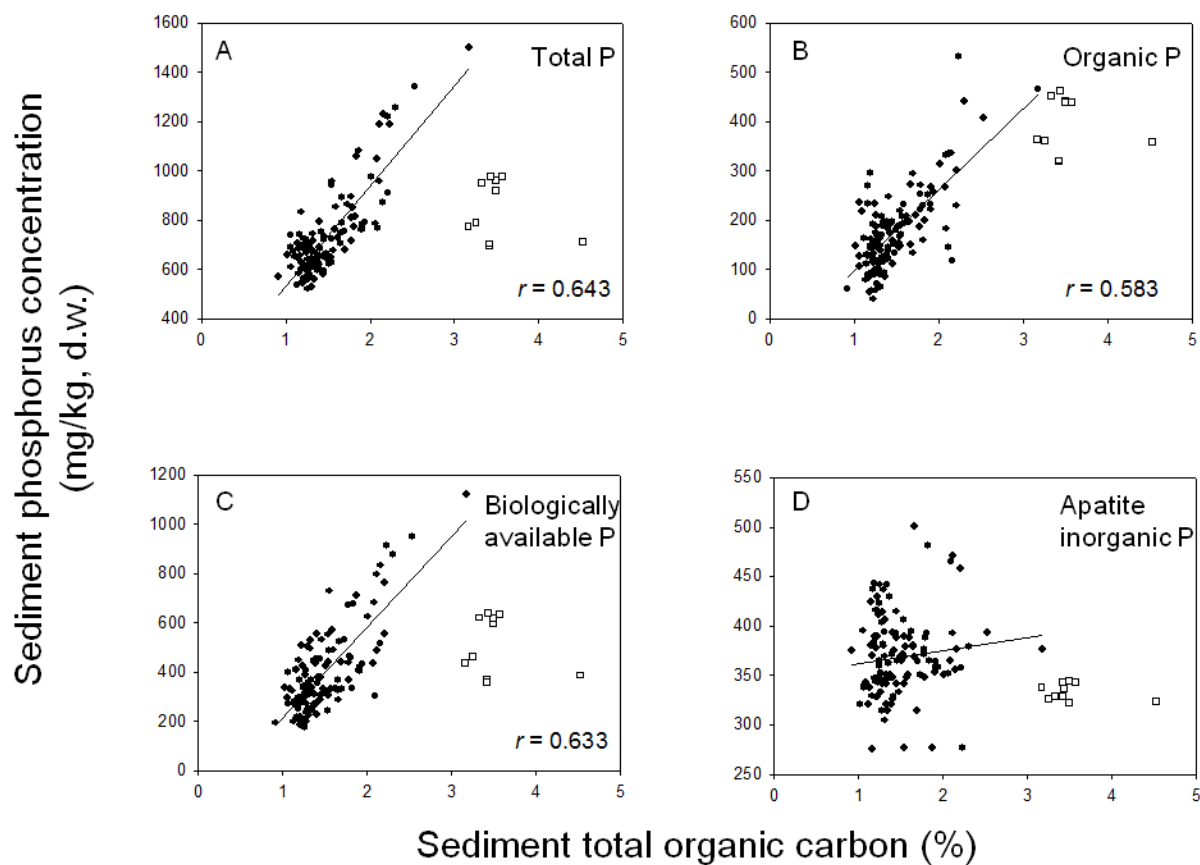 Sediment phosphorus concentration
(mg/kg, d.w.)
A
Total P
1600
1400
1200
1000
800
600
400
0 1 2 3 4 5
r = 0.643
B
Organic P
600
500
400
300
200
100
0
0 1 2 3 4 5
r = 0.583
C
Biologically
available P
1200
1000
800
600
400
200
0
0 1 2 3 4 5
r = 0.633
D
Apatite
inorganic P
550
500
450
400
350
300
250
0 1 2 3 4 5
Sediment total organic carbon (%)